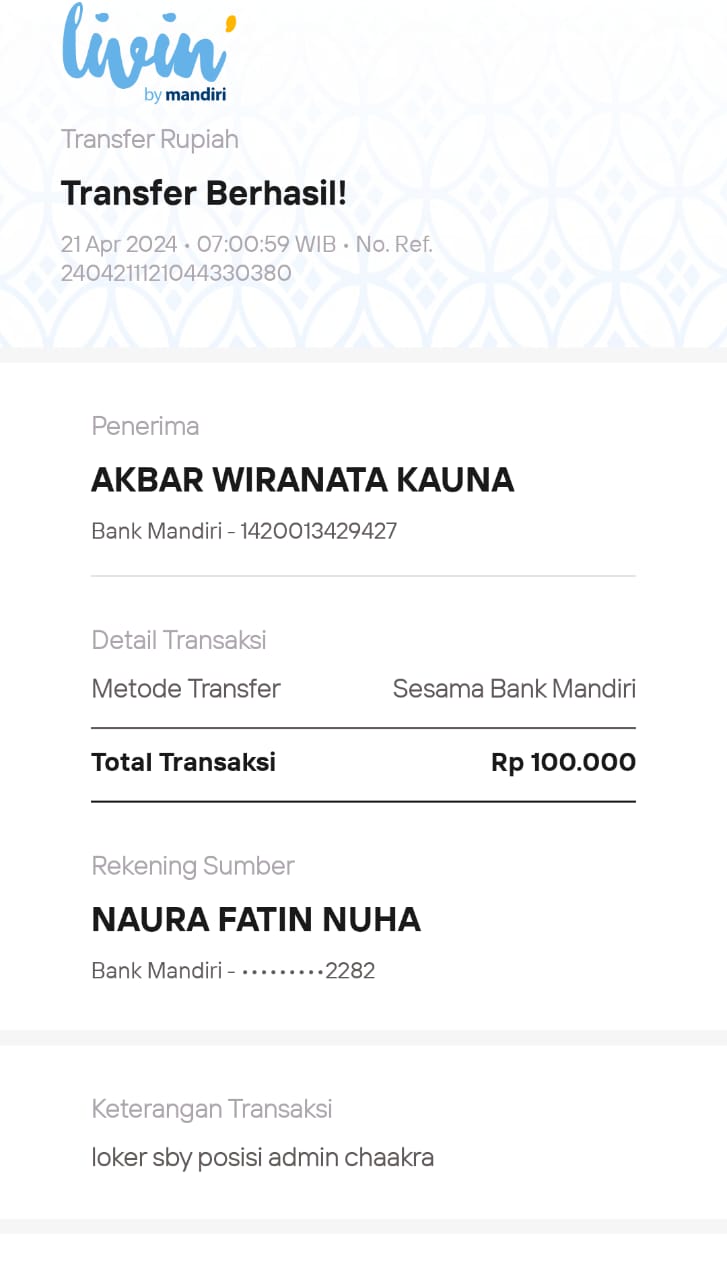 livin'
by mandiri
Transfer Rupiah
Transfer Berhasil!
21 Apr 2024 • 07:00:59 WIB • No. Ref.
2404211121044330380
Penerima
AKBAR WIRANATA KAUNA
Bank Mandiri - 1420013429427
Detail Transaksi
Metode Transfer Sesama Bank Mandiri
Total Transaksi Rp 100.000
Rekening Sumber
NAURA FATIN NUHA
Bank Mandiri - •••••••••2282
Keterangan Transaksi
loker sby posisi admin chaakra